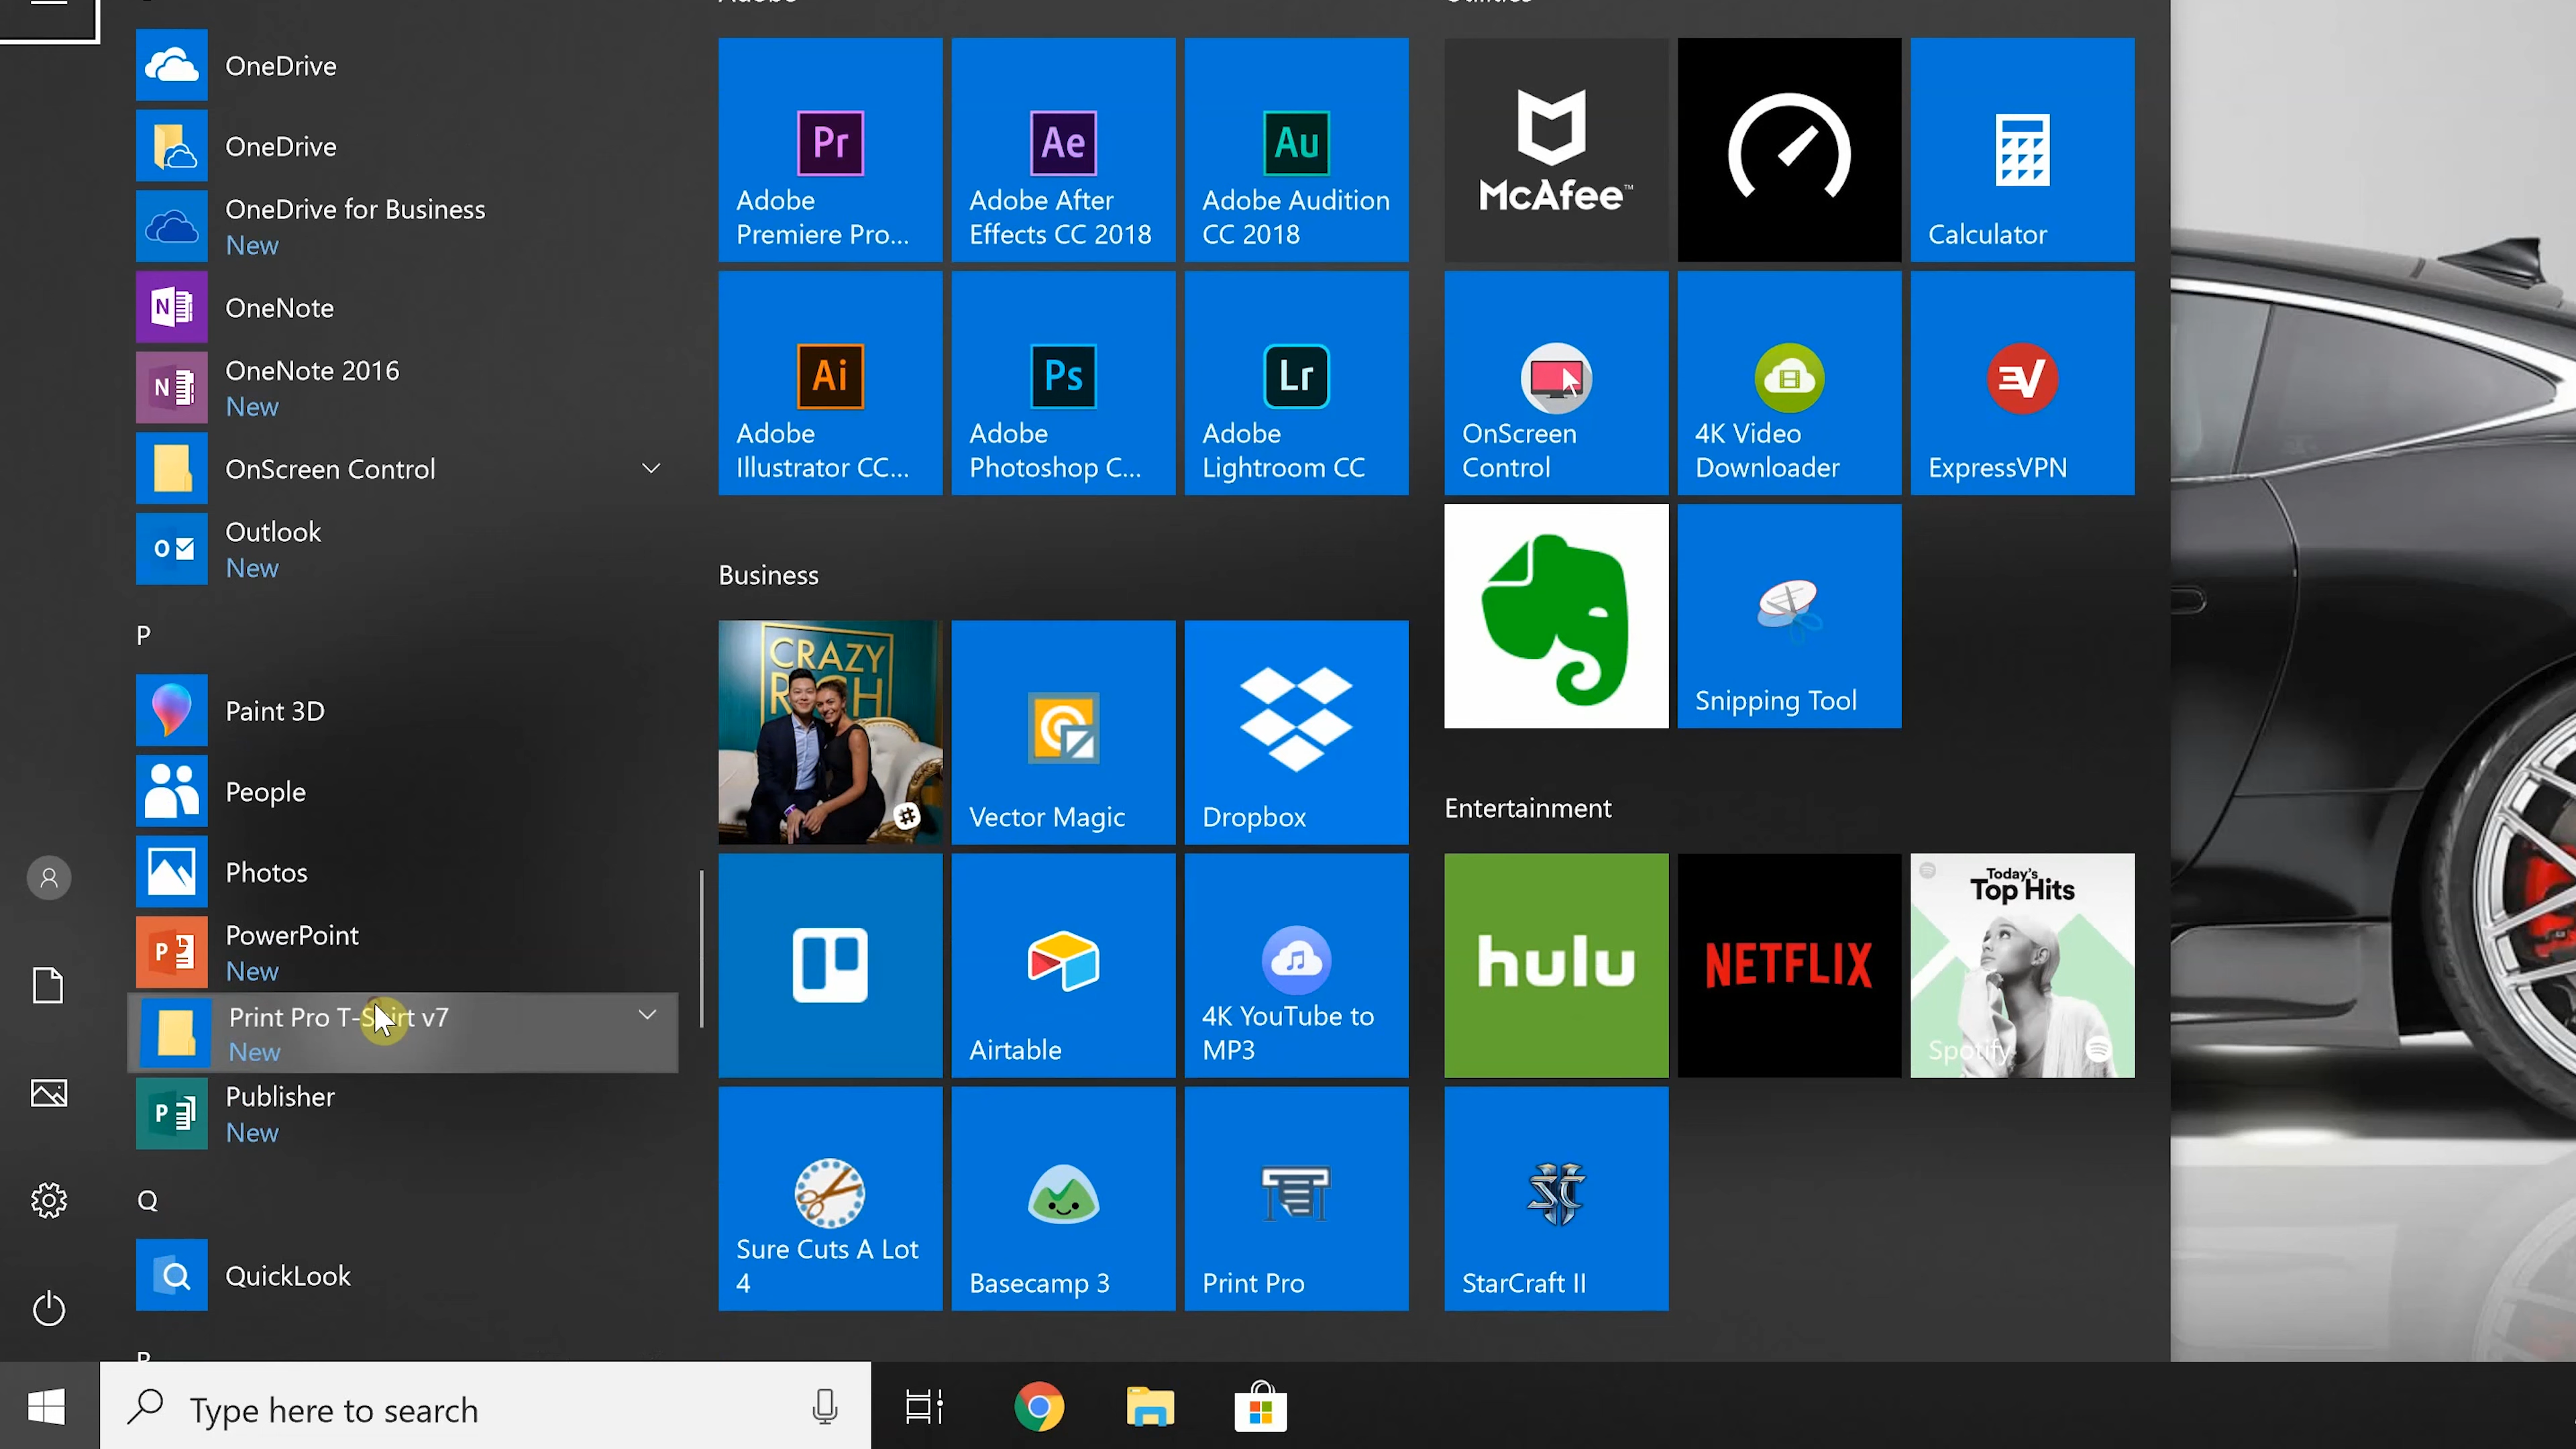 OneDrive
OneDrive
OneDrive for Business
New
OneNote
OneNote 2016
New
OnScreen Control
Outlook
New
P
Paint 3D
People
Photos
PowerPoint
New
Print Pro T-Shirt v7
New
Publisher
New
Q
QuickLook
Adobe
Pr
Adobe
Premiere Pro...
Ae
Adobe After
Effects CC 2018
Au
Adobe Audition
CC 2018
Ai
Adobe
Illustrator CC...
Ps
Adobe
Photoshop C...
Lr
Adobe
Lightroom CC
Business
CRAZY
RICH
Vector Magic
Dropbox
Airtable
4K YouTube to
MP3
Sure Cuts A Lot
4
Basecamp 3
Print Pro
Utilities
McAfee™
Calculator
OnScreen
Control
4K Video
Downloader
ExpressVPN
Snipping Tool
Entertainment
hulu
NETFLIX
Today's
Top Hits
Spotify
StarCraft II
Type here to search